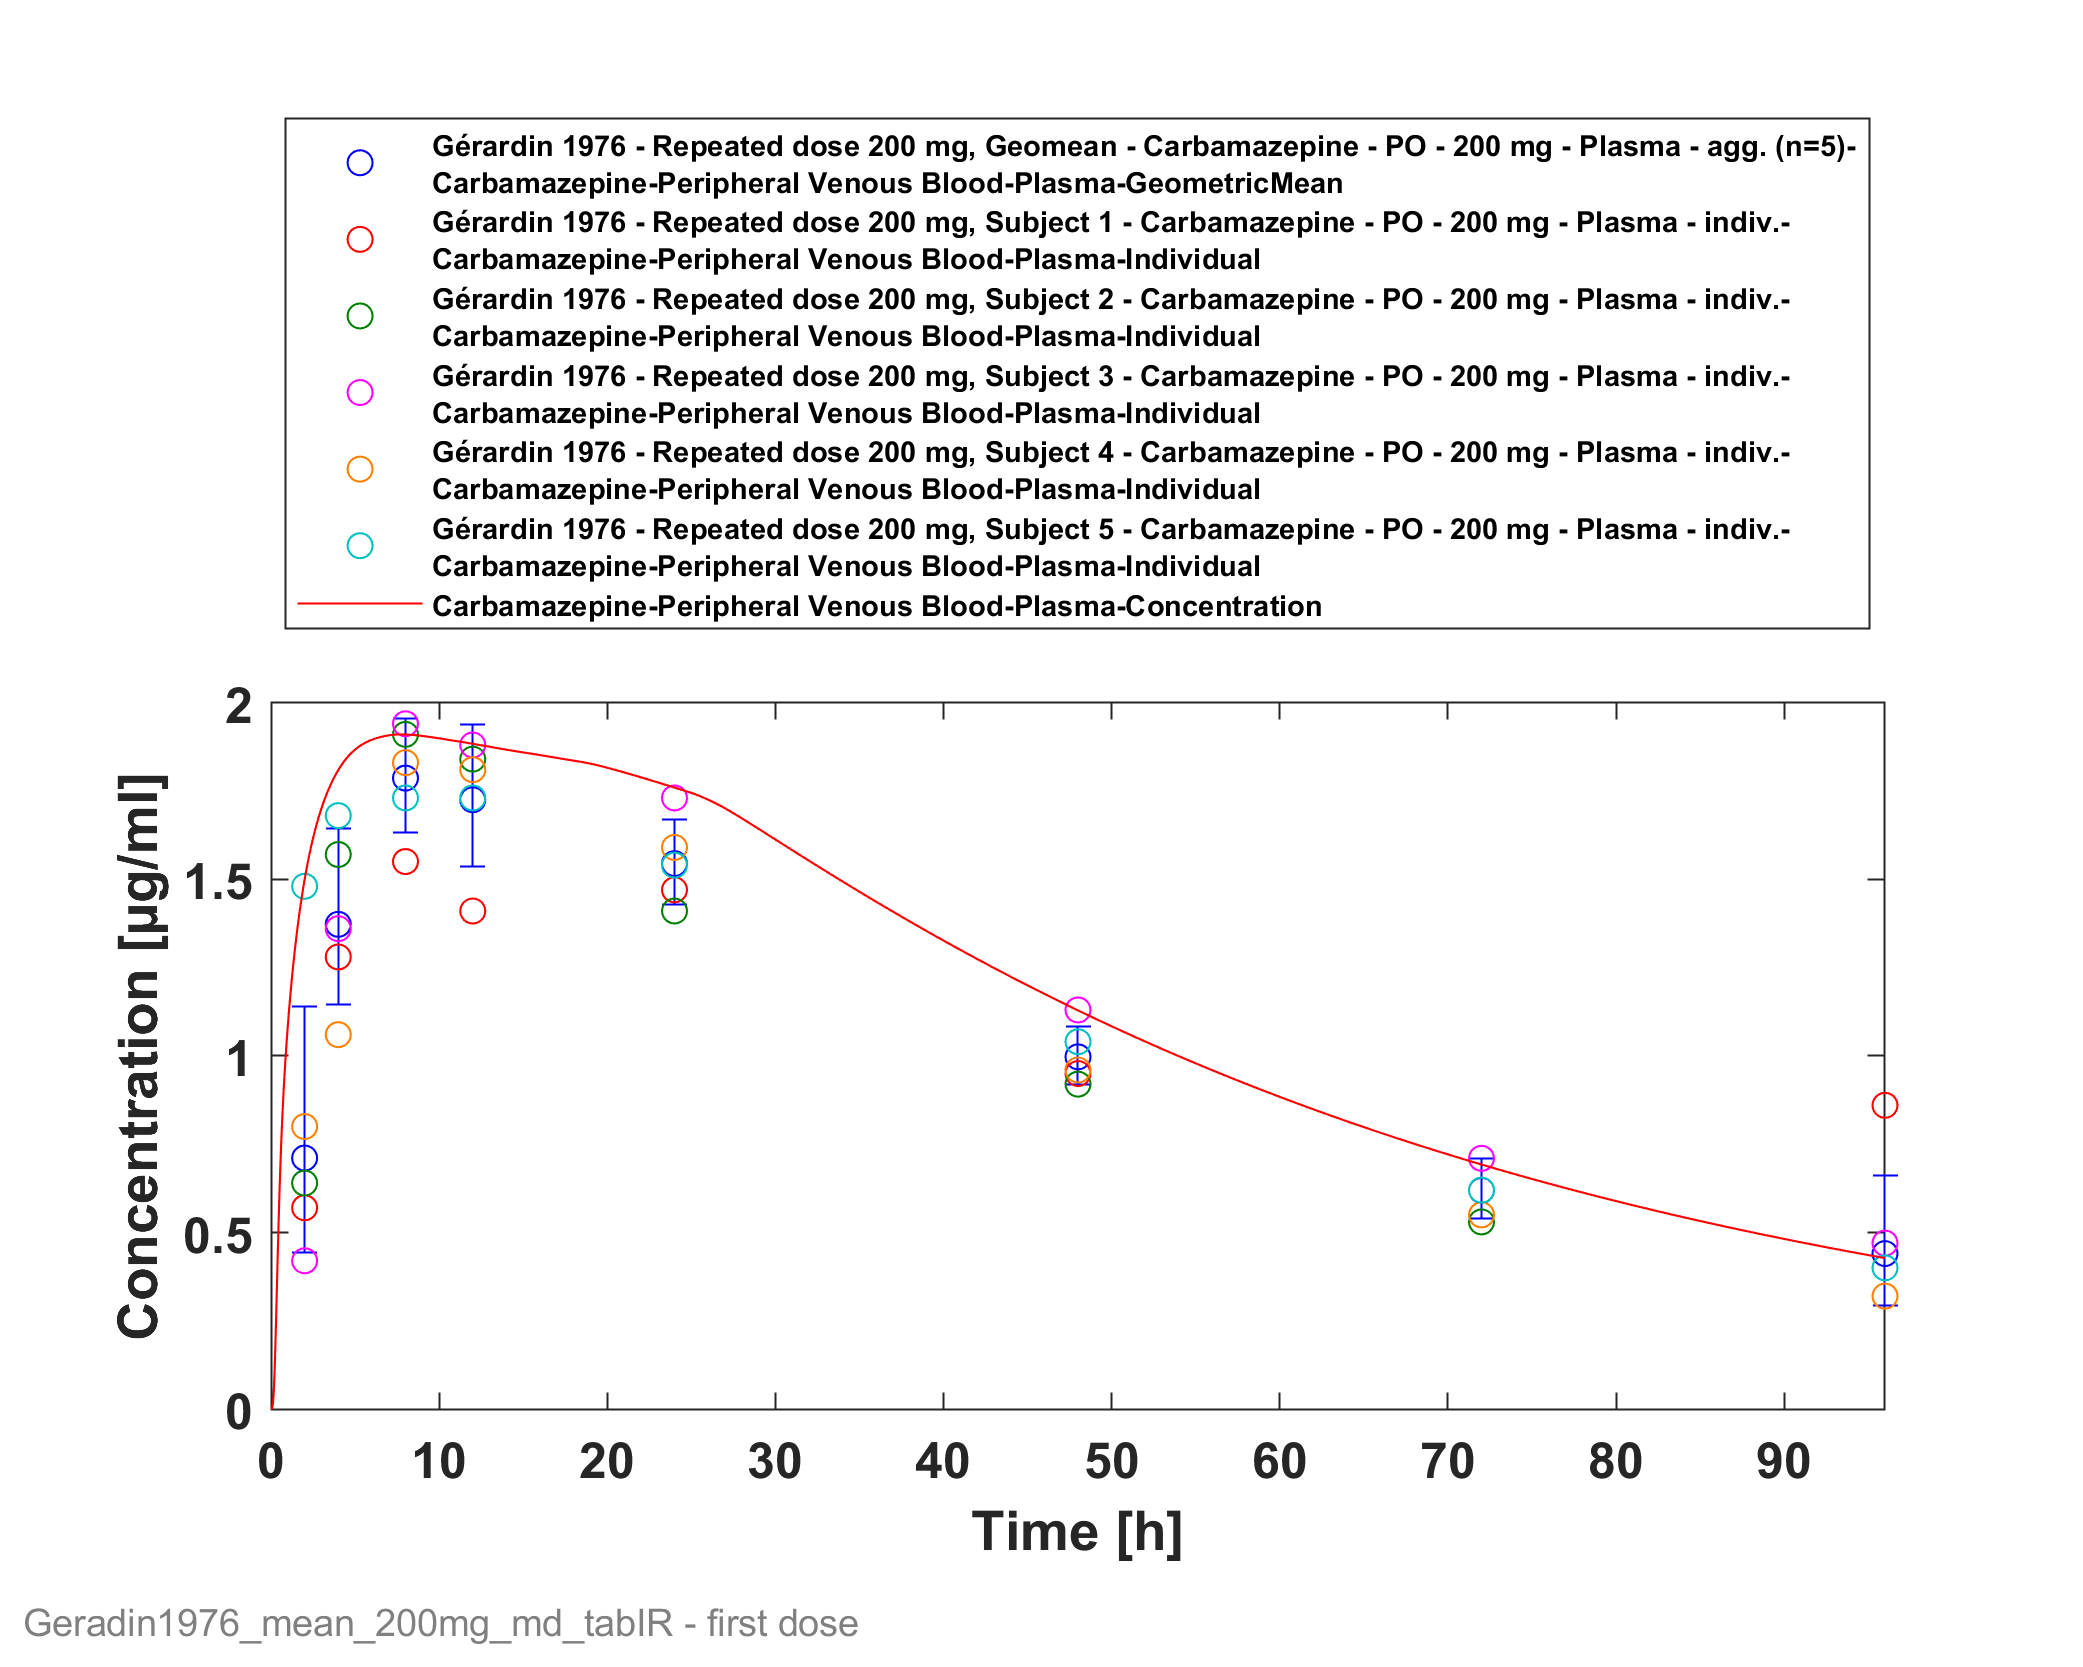 Gérardin 1976 - Repeated dose 200 mg, Geomean - Carbamazepine - PO - 200 mg - Plasma - agg. (n=5)-
Carbamazepine-Peripheral Venous Blood-Plasma-GeometricMean
Gérardin 1976 - Repeated dose 200 mg, Subject 1 - Carbamazepine - PO - 200 mg - Plasma - indiv.-
Carbamazepine-Peripheral Venous Blood-Plasma-Individual
Gérardin 1976 - Repeated dose 200 mg, Subject 2 - Carbamazepine - PO - 200 mg - Plasma - indiv.-
Carbamazepine-Peripheral Venous Blood-Plasma-Individual
Gérardin 1976 - Repeated dose 200 mg, Subject 3 - Carbamazepine - PO - 200 mg - Plasma - indiv.-
Carbamazepine-Peripheral Venous Blood-Plasma-Individual
Gérardin 1976 - Repeated dose 200 mg, Subject 4 - Carbamazepine - PO - 200 mg - Plasma - indiv.-
Carbamazepine-Peripheral Venous Blood-Plasma-Individual
Gérardin 1976 - Repeated dose 200 mg, Subject 5 - Carbamazepine - PO - 200 mg - Plasma - indiv.-
Carbamazepine-Peripheral Venous Blood-Plasma-Individual
Carbamazepine-Peripheral Venous Blood-Plasma-Concentration
Concentration [µg/ml]
2
1.5
1
0.5
0
0 10 20 30 40 50 60 70 80 90
Time [h]
Geradin1976_mean_200mg_md_tablR - first dose